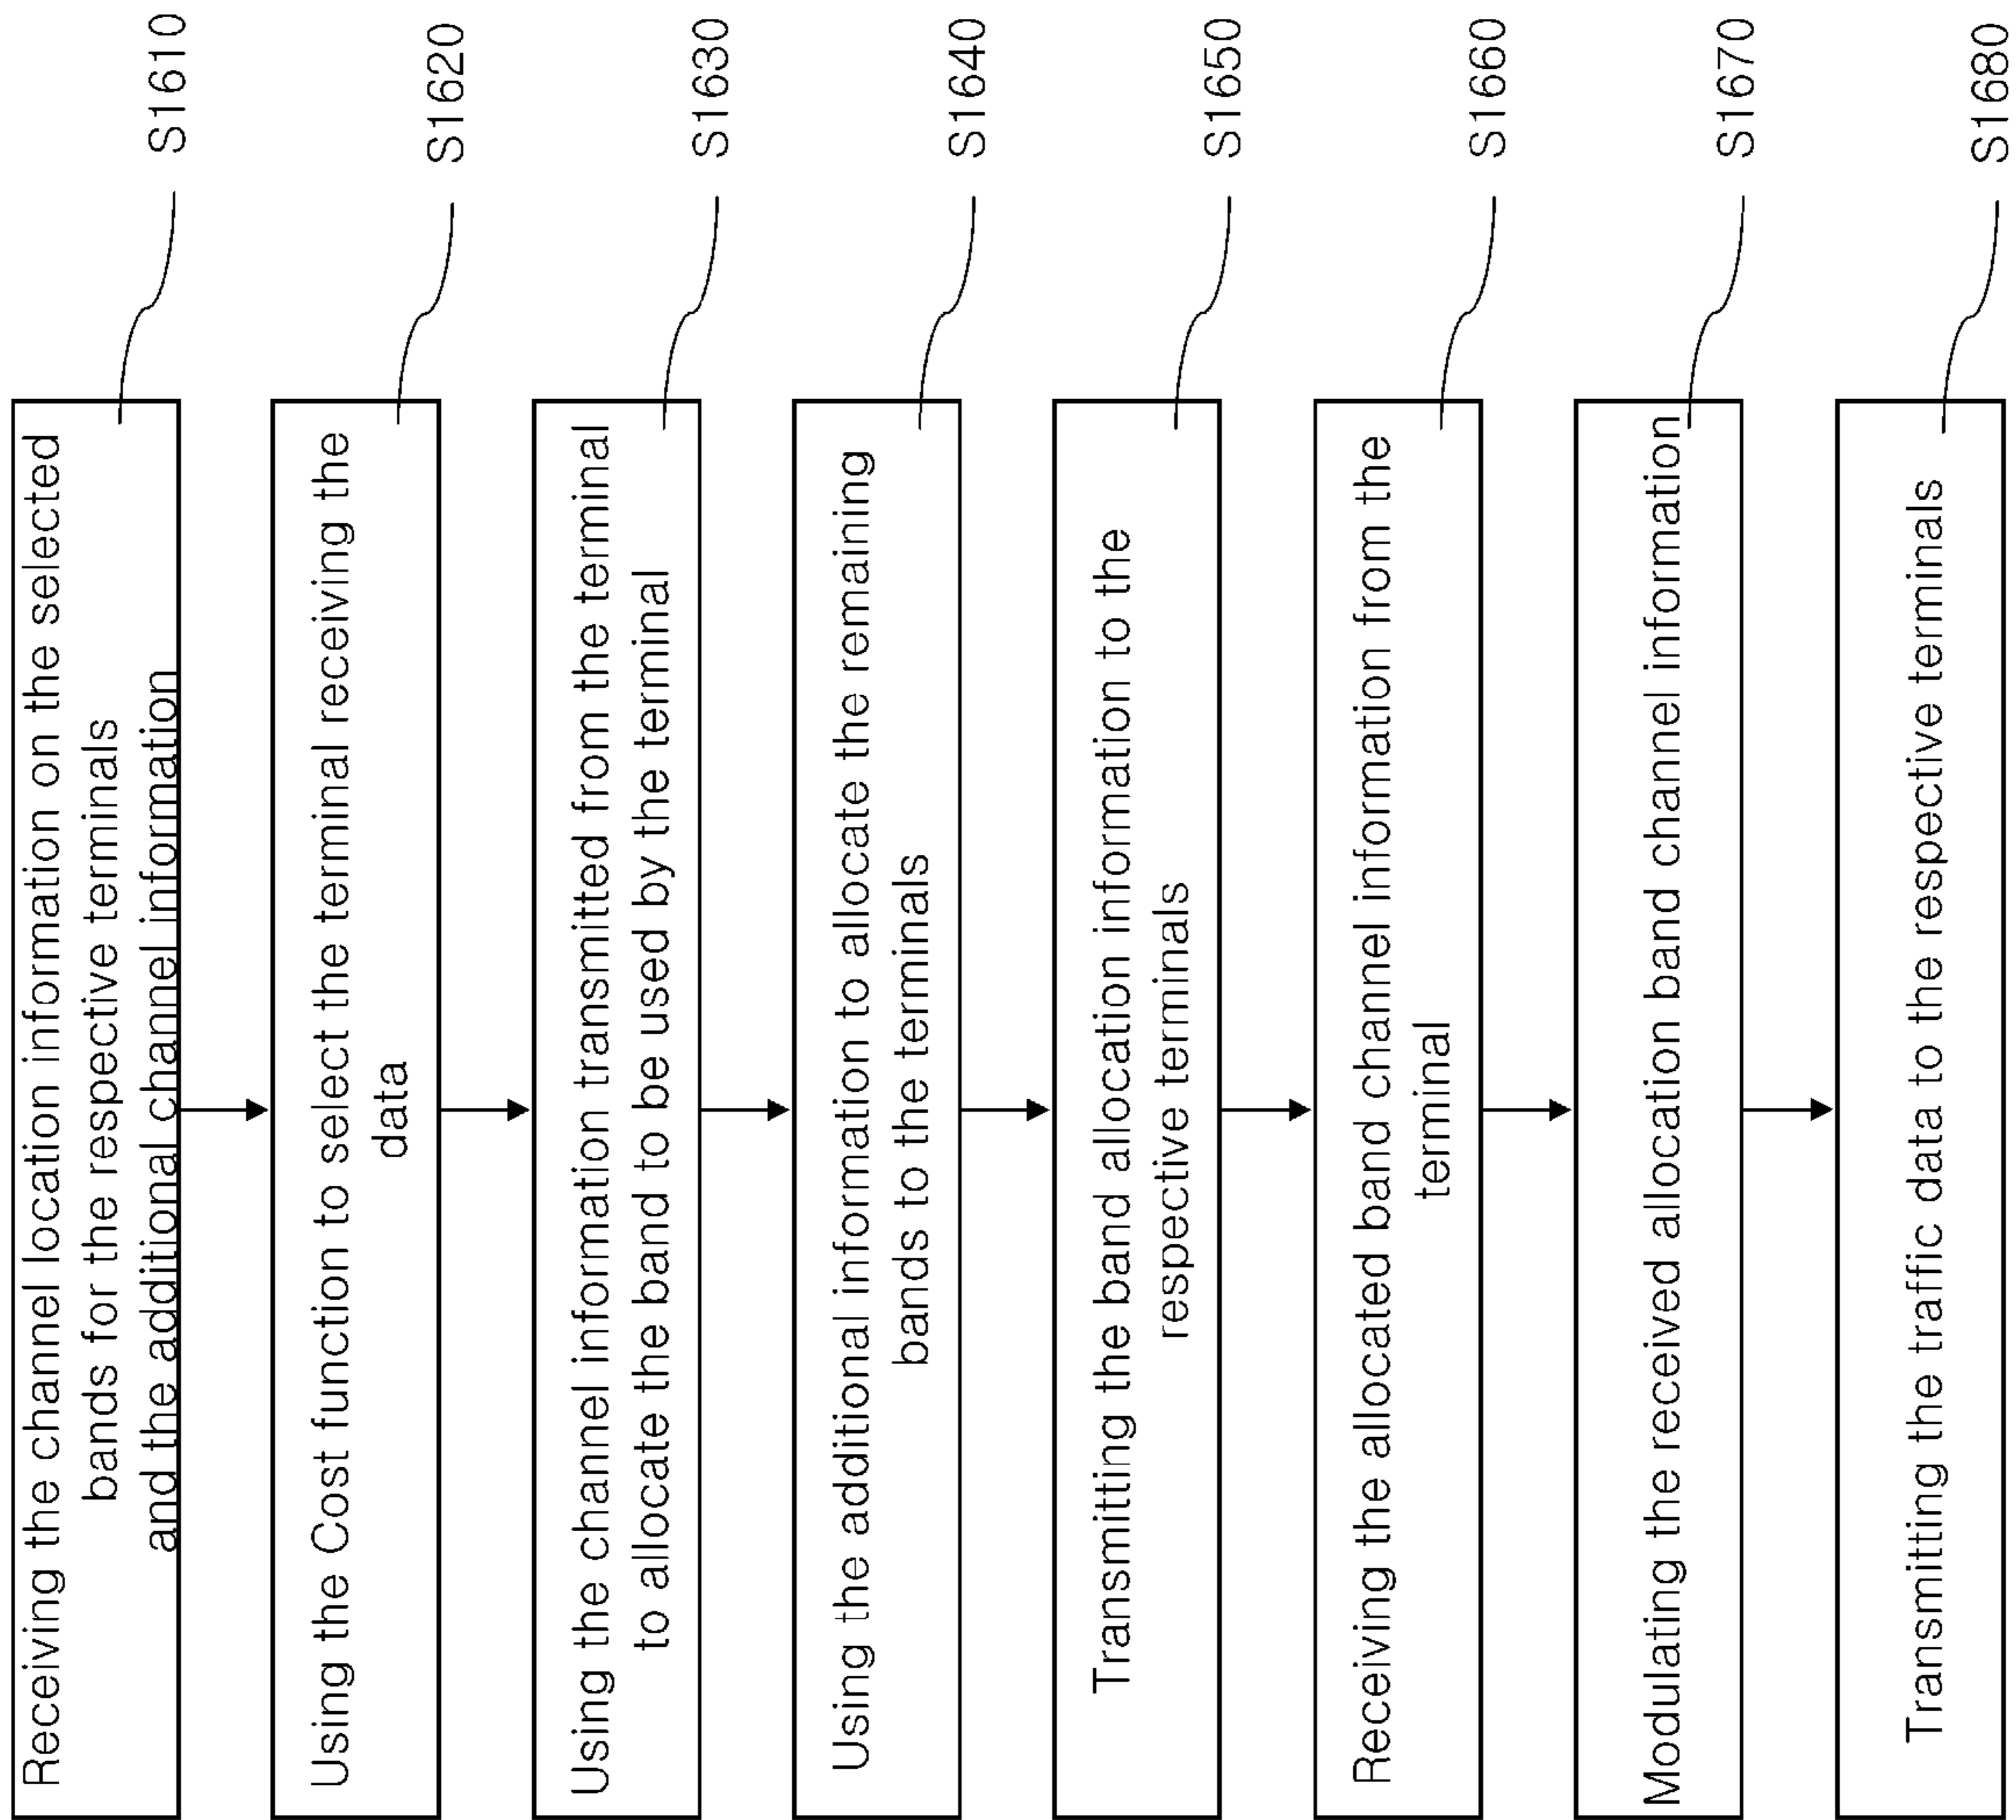 Receiving the channel location information on the selected
bands for the respective terminals
and the additional channel information
S1610
Using the Cost function to select the terminal receiving the
data
S1620
Using the channel information transmitted from the terminal
to allocate the band to be used by the terminal
S1630
Using the additional information to allocate the remaining
bands to the terminals
S1640
Transmitting the band allocation information to the
respective terminals
S1650
Receiving the allocated band channel information from the
terminal
S1660
Modulating the received allocation band channel information
S1670
Transmitting the traffic data to the respective terminals
S1680